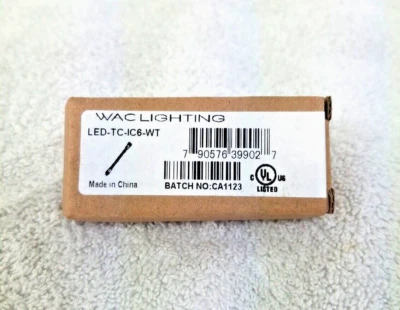 WAC LIGHTING
LED-TC-IC6-WT
7 90576 39902 7
Made in China
BATCH NO:CA1123
C UL US
LISTED